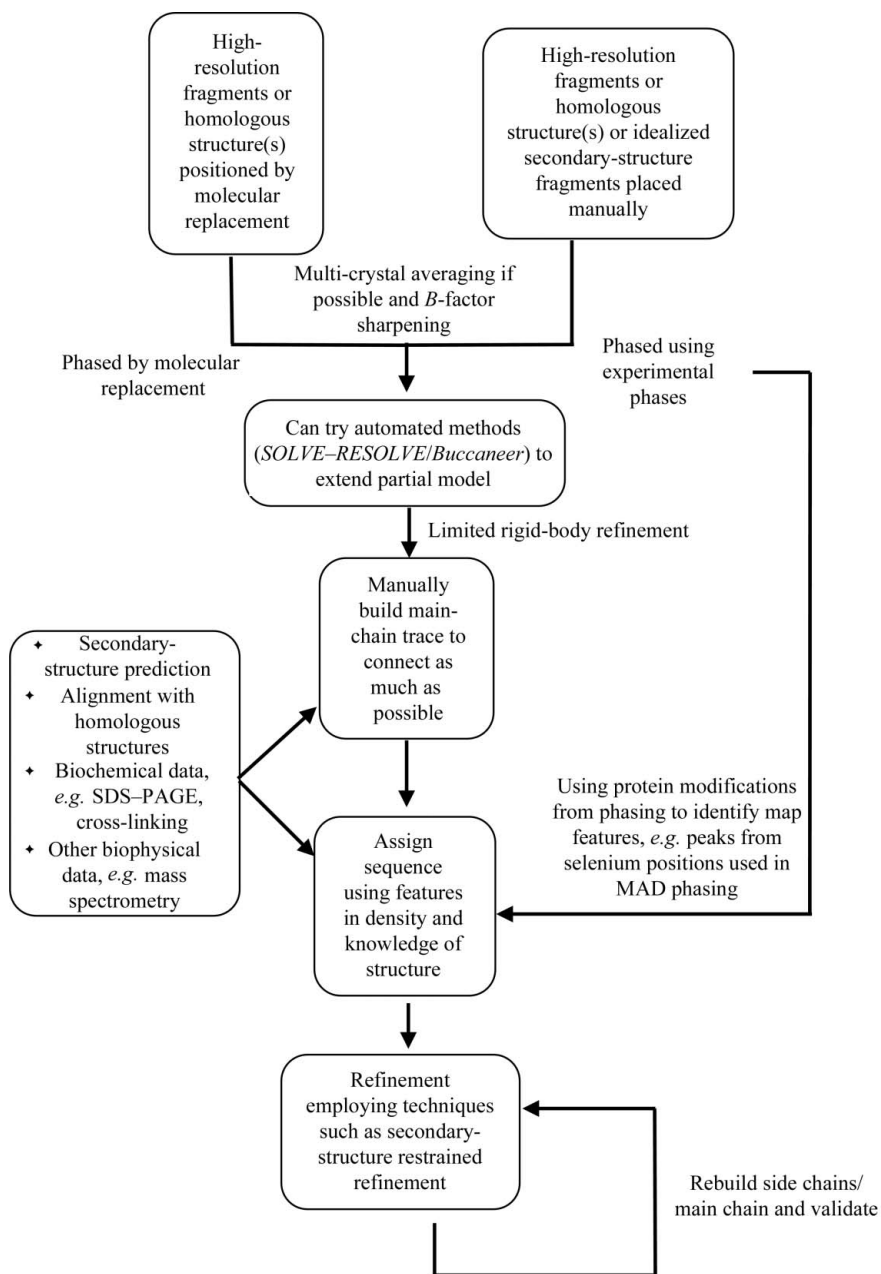 High-
resolution
fragments or
homologous
structure(s)
positioned by
molecular
replacement
High-resolution
fragments or
homologous
structure(s) or idealized
secondary-structure
fragments placed
manually
Multi-crystal averaging if
possible and B-factor
sharpening
Phased by molecular
replacement
Phased using
experimental
phases
Can try automated methods
(SOLVE–RESOLVE/Buccaneer) to
extend partial model
Limited rigid-body refinement
Manually
build main-
chain trace to
connect as
much as
possible
✦ Secondary-
structure prediction
✦ Alignment with
homologous
structures
✦ Biochemical data,
e.g. SDS–PAGE,
cross-linking
✦ Other biophysical
data, e.g. mass
spectrometry
Using protein modifications
from phasing to identify map
features, e.g. peaks from
selenium positions used in
MAD phasing
Assign
sequence
using features
in density and
knowledge of
structure
Refinement
employing techniques
such as secondary-
structure restrained
refinement
Rebuild side chains/
main chain and validate